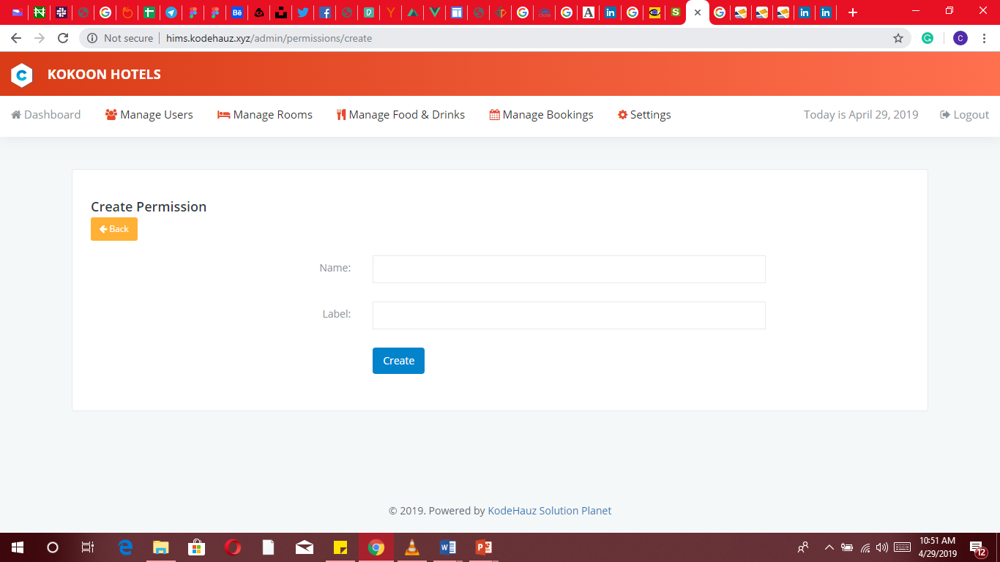 Not secure | hims.kodehauz.xyz/admin/permissions/create
C
C KOKOON HOTELS
Dashboard Manage Users Manage Rooms Manage Food & Drinks Manage Bookings Settings Today is April 29, 2019 Logout
Create Permission
Back
Name:
Label:
Create
© 2019. Powered by KodeHauz Solution Planet
10:51 AM
4/29/2019
12